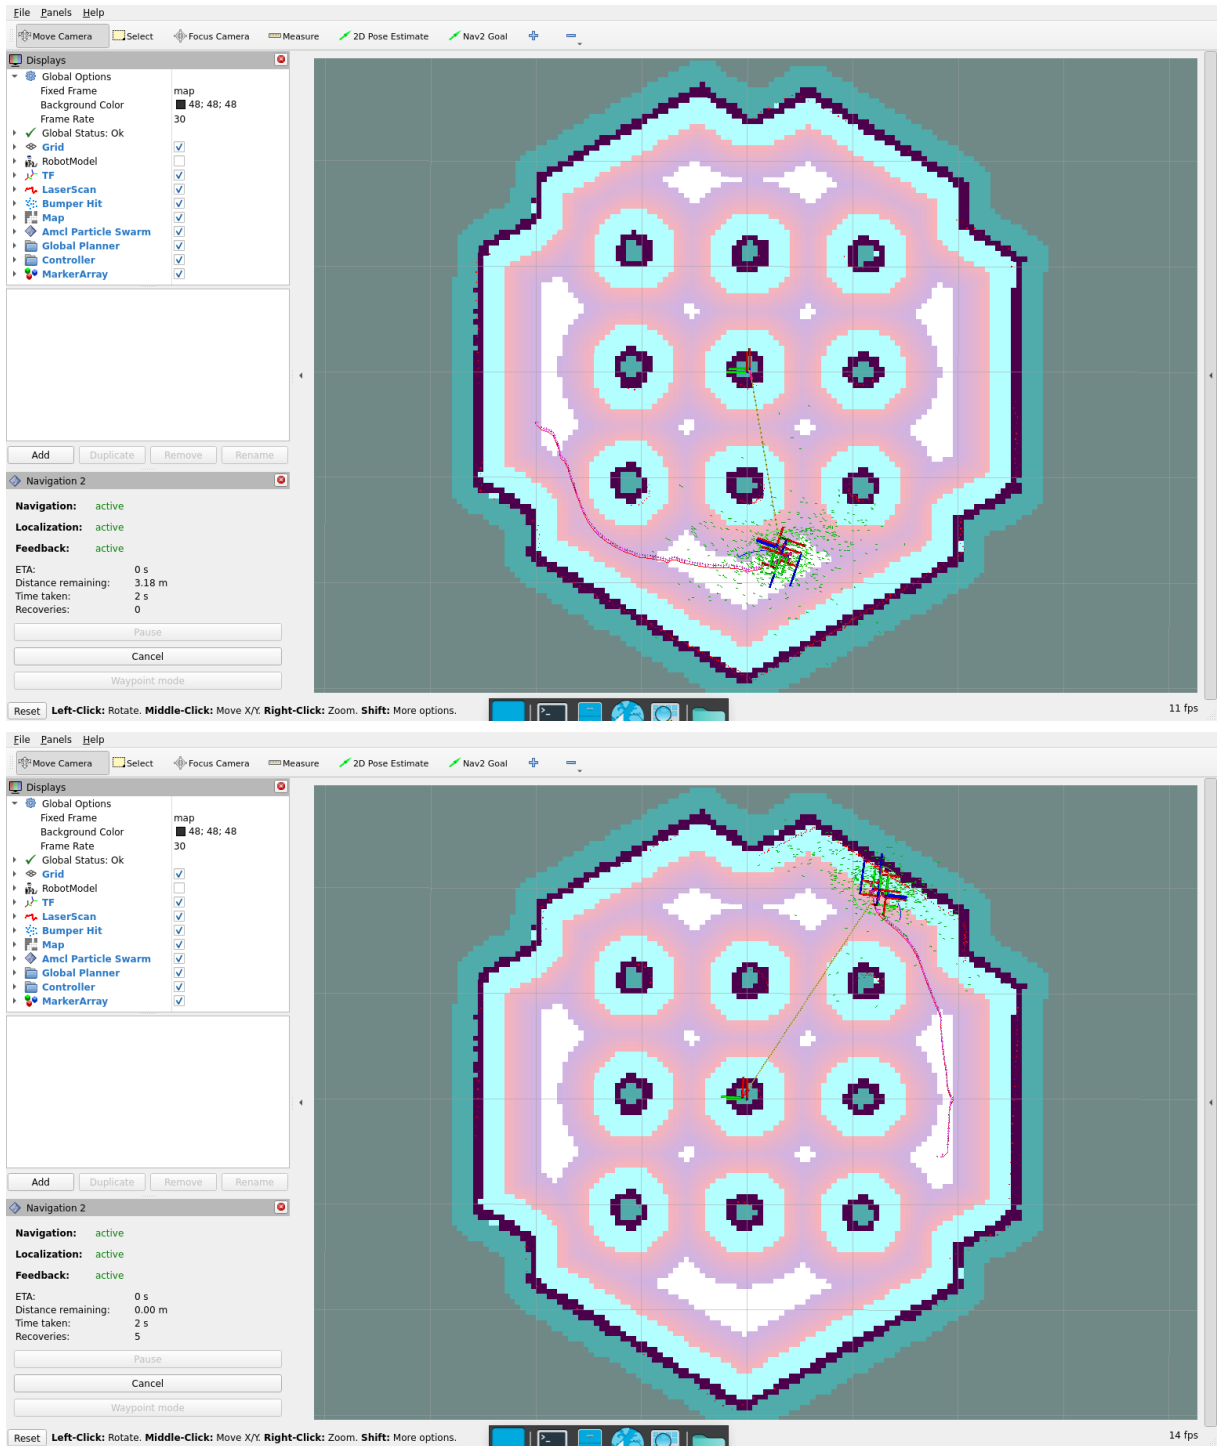 File Panels Help
Move Camera Select Focus Camera Measure 2D Pose Estimate Nav2 Goal
Displays
Global Options
Fixed Frame map
Background Color 48; 48; 48
Frame Rate 30
Global Status: Ok
Grid
RobotModel
TF
LaserScan
Bumper Hit
Map
Amcl Particle Swarm
Global Planner
Controller
MarkerArray
Add Duplicate Remove Rename
Navigation 2
Navigation: active
Localization: active
Feedback: active
ETA: 0 s
Distance remaining: 3.18 m
Time taken: 2 s
Recoveries: 0
Pause
Cancel
Waypoint mode
Reset Left-Click: Rotate. Middle-Click: Move X/Y. Right-Click: Zoom. Shift: More options. 11 fps
File Panels Help
Move Camera Select Focus Camera Measure 2D Pose Estimate Nav2 Goal
Displays
Global Options
Fixed Frame map
Background Color 48; 48; 48
Frame Rate 30
Global Status: Ok
Grid
RobotModel
TF
LaserScan
Bumper Hit
Map
Amcl Particle Swarm
Global Planner
Controller
MarkerArray
Add Duplicate Remove Rename
Navigation 2
Navigation: active
Localization: active
Feedback: active
ETA: 0 s
Distance remaining: 0.00 m
Time taken: 2 s
Recoveries: 5
Pause
Cancel
Waypoint mode
Reset Left-Click: Rotate. Middle-Click: Move X/Y. Right-Click: Zoom. Shift: More options. 14 fps